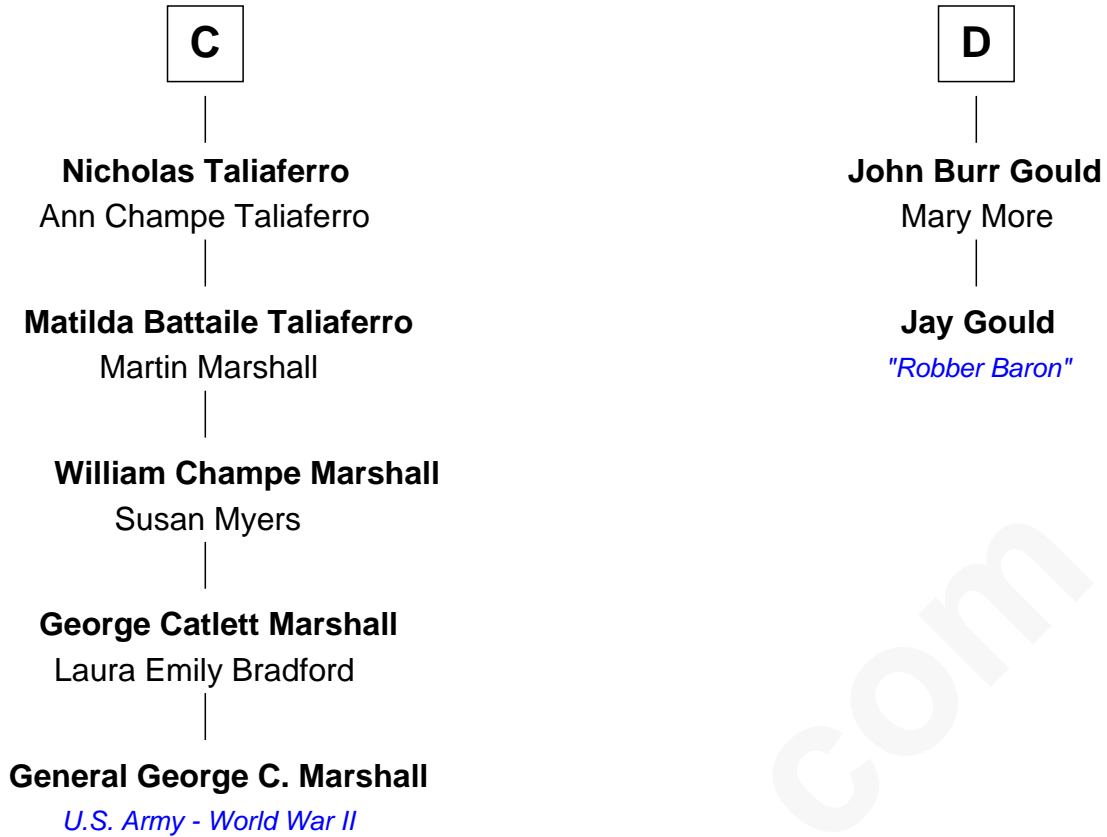 C
Nicholas Taliaferro
Ann Champe Taliaferro
Matilda Battaile Taliaferro
Martin Marshall
William Champe Marshall
Susan Myers
George Catlett Marshall
Laura Emily Bradford
General George C. Marshall
U.S. Army - World War II
D
John Burr Gould
Mary More
Jay Gould
"Robber Baron"
com